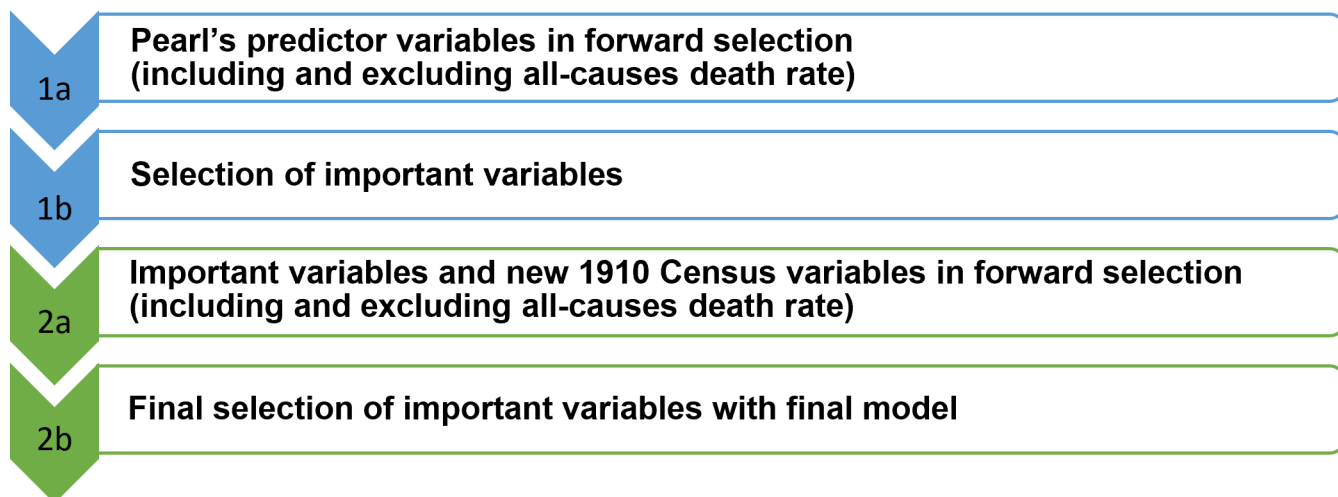 1a
Pearl's predictor variables in forward selection
(including and excluding all-causes death rate)
1b
Selection of important variables
2a
Important variables and new 1910 Census variables in forward selection
(including and excluding all-causes death rate)
2b
Final selection of important variables with final model